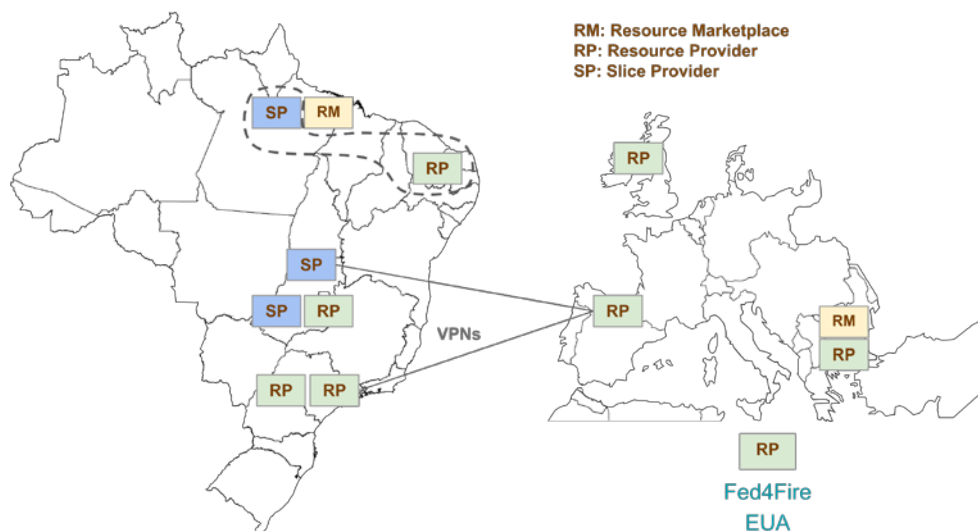 RM: Resource Marketplace
RP: Resource Provider
SP: Slice Provider
SP RM
RP
RP
SP
SP RP
VPNs
RP
RM
RP
RP RP
RP
Fed4Fire
EUA